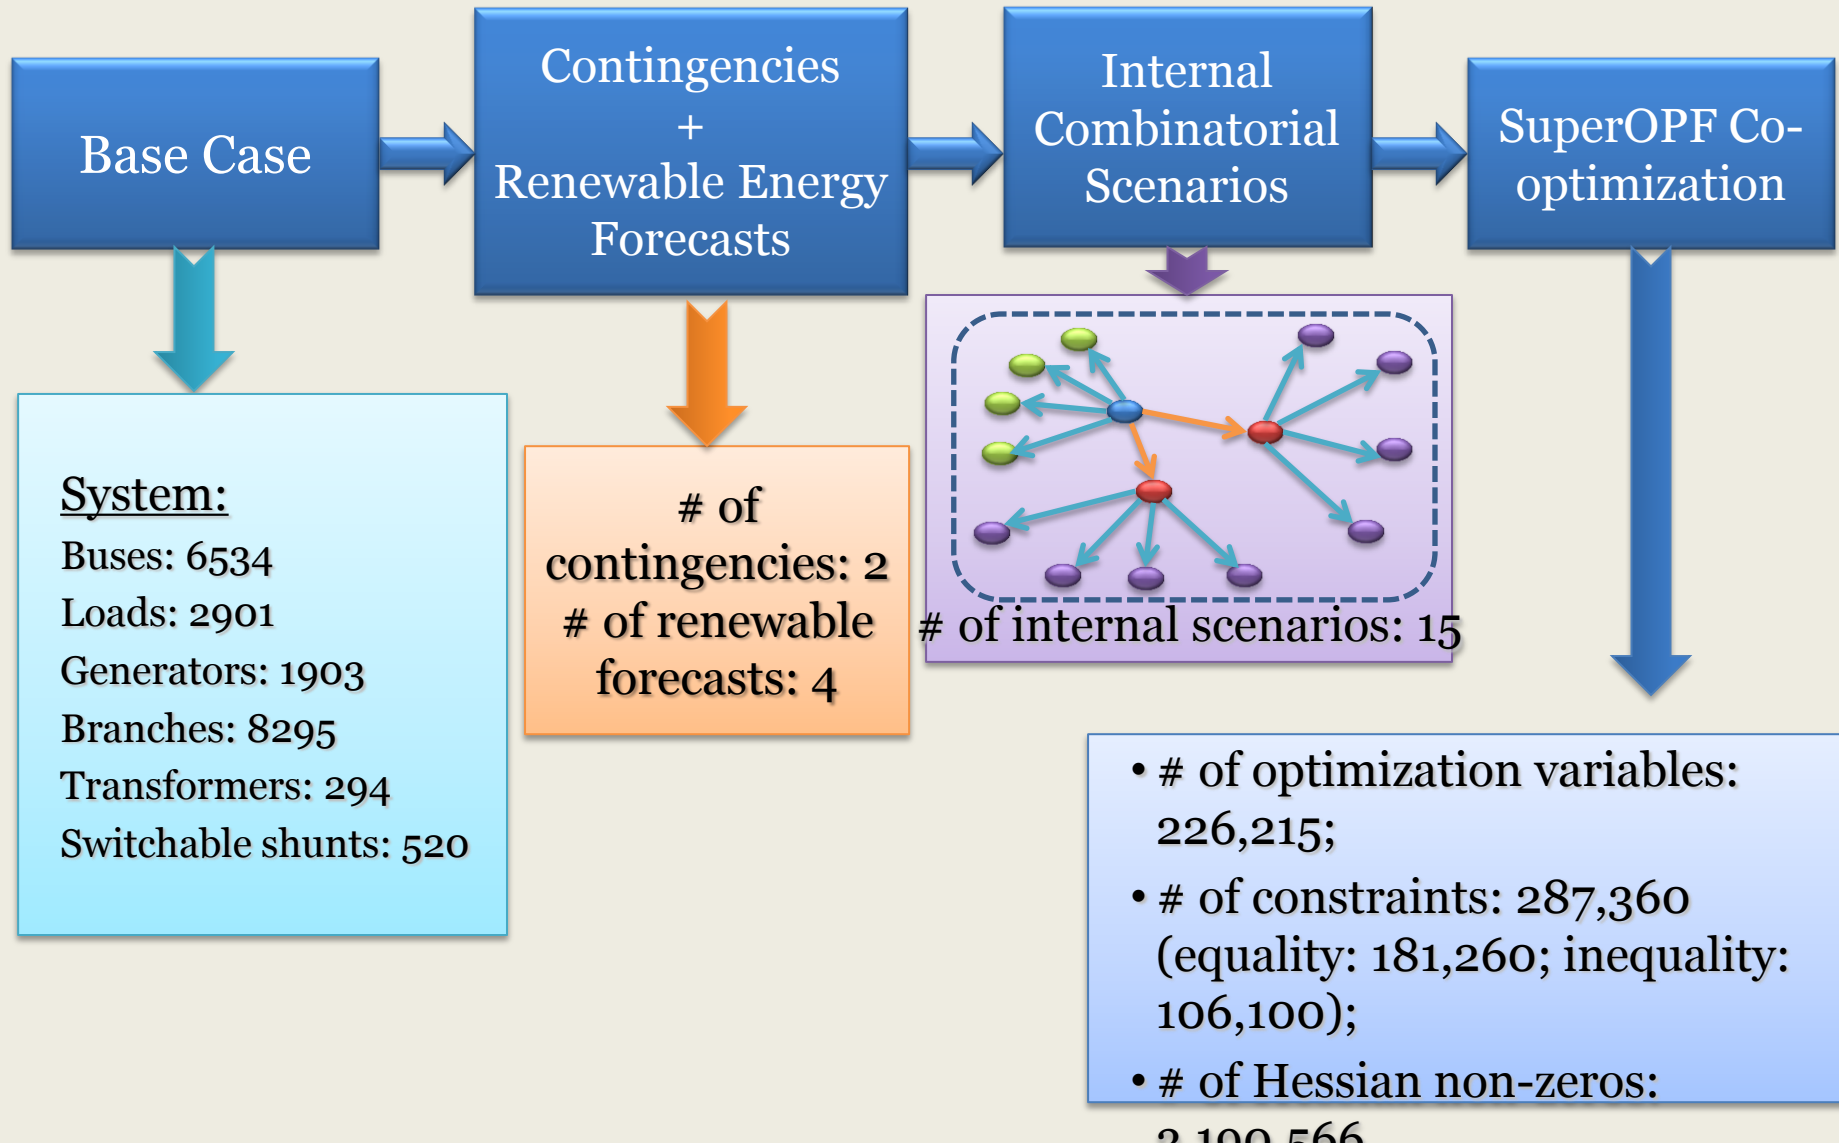 Base Case
Contingencies
+
Renewable Energy
Forecasts
Internal
Combinatorial
Scenarios
SuperOPF Co-
optimization
System:
Buses: 6534
Loads: 2901
Generators: 1903
Branches: 8295
Transformers: 294
Switchable shunts: 520
# of
contingencies: 2
# of renewable
forecasts: 4
# of internal scenarios: 15
• # of optimization variables:
226,215;
• # of constraints: 287,360
(equality: 181,260; inequality:
106,100);
• # of Hessian non-zeros: